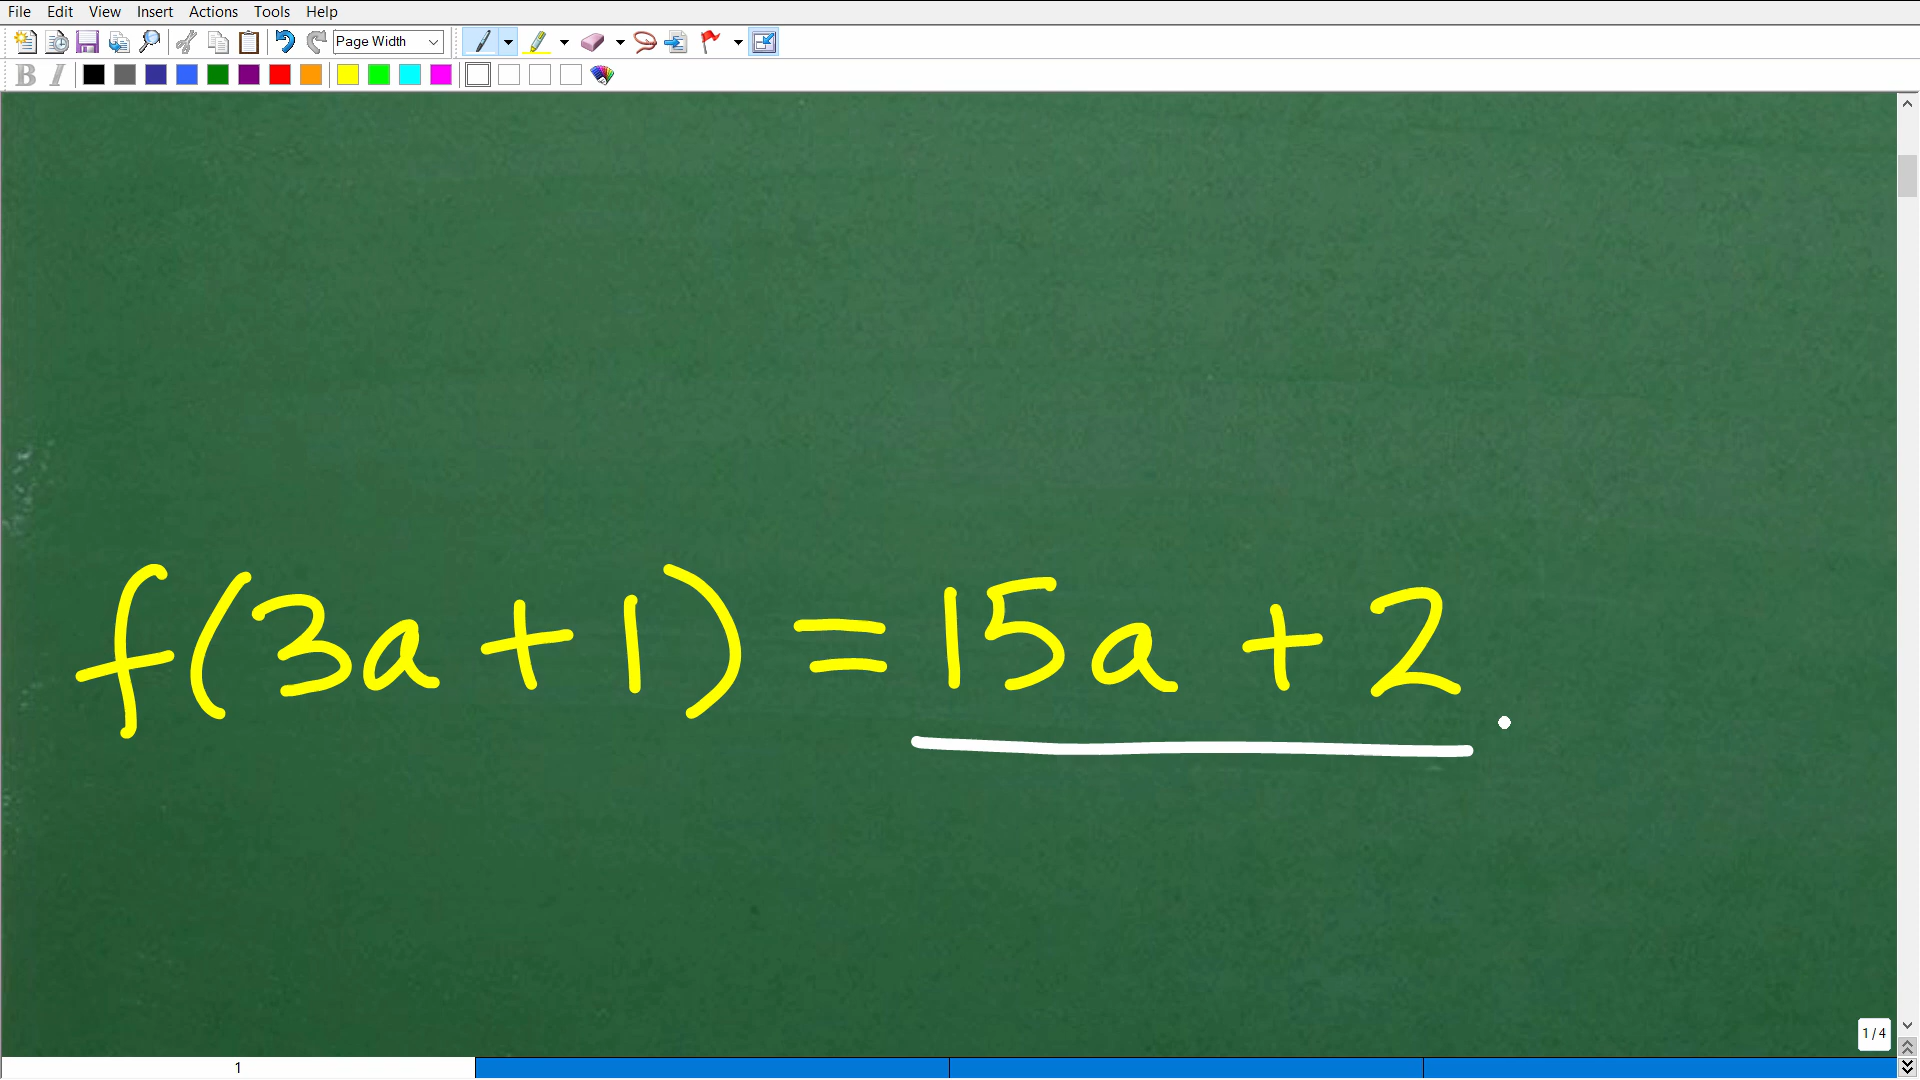 File Edit View Insert Actions Tools Help
Page Width
B I
f(3a+1) = 15a + 2
1 / 4
1